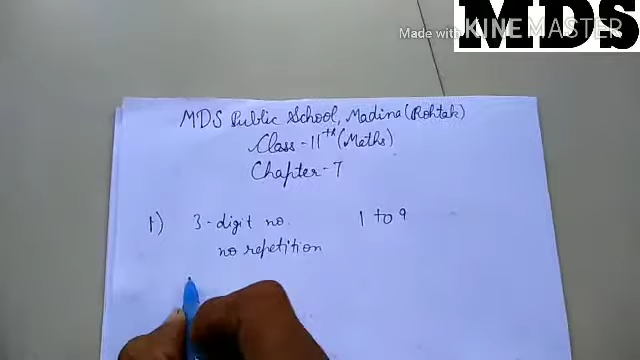 Made with KINEMASTER
MDS
MDS Public School, Madina (Rohtak)
Class - 11th (Maths)
Chapter - 7
1) 3-digit no. 1 to 9
no repetition